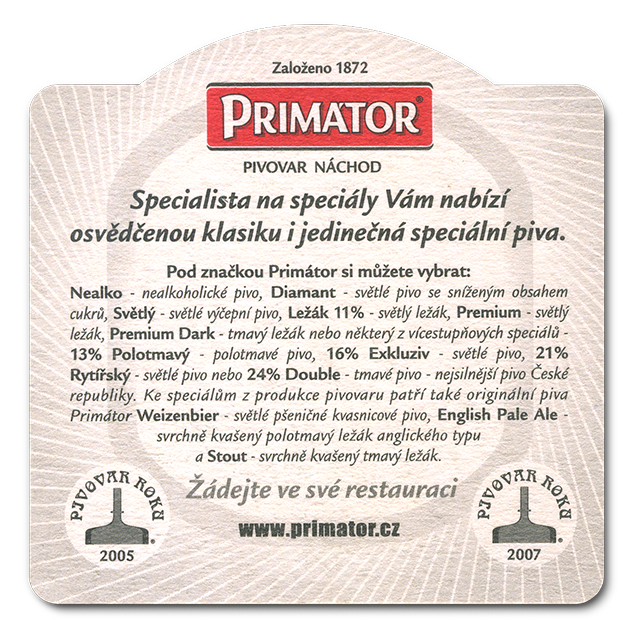 Založeno 1872
PRIMÁTOR®
PIVOVAR NÁCHOD
Specialista na speciály Vám nabízí
osvědčenou klasiku i jedinečná speciální piva.
Pod značkou Primátor si můžete vybrat:
Nealko - nealkoholické pivo, Diamant - světlé pivo se sníženým obsahem
cukrů, Světlý - světlé výčepní pivo, Ležák 11% - světlý ležák, Premium - světlý
ležák, Premium Dark - tmavý ležák nebo některý z vícestupňových speciálů -
13% Polotmavý - polotmavé pivo, 16% Exkluziv - světlé pivo, 21%
Rytířský - světlé pivo nebo 24% Double - tmavé pivo - nejsilnější pivo České
republiky. Ke speciálům z produkce pivovaru patří také originální piva
Primátor Weizenbier - světlé pšeničné kvasnicové pivo, English Pale Ale -
svrchně kvašený polotmavý ležák anglického typu
a Stout - svrchně kvašený tmavý ležák.
Žádejte ve své restauraci
www.primator.cz
PIVOVAR ROKU
2005
PIVOVAR ROKU
2007